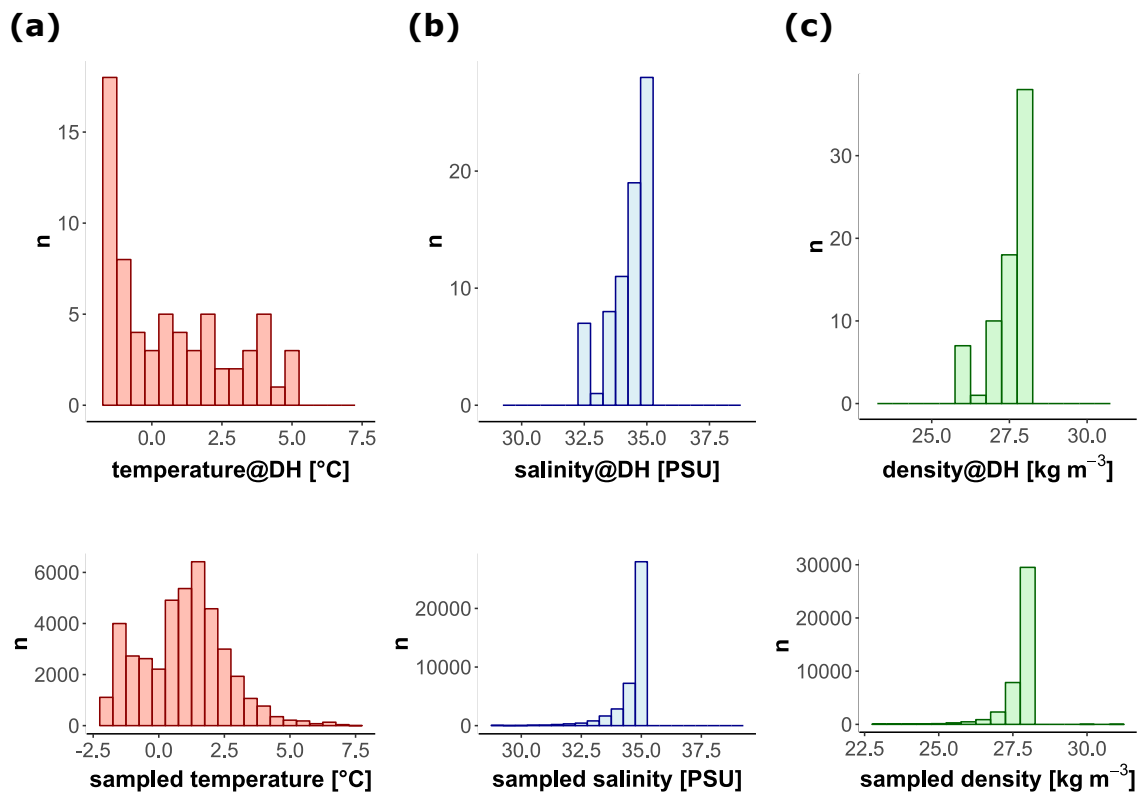 (a)
(b)
(c)
n
15
10
5
0
0.0 2.5 5.0 7.5
temperature@DH [°C]
n
20
10
0
30.0 32.5 35.0 37.5
salinity@DH [PSU]
n
30
20
10
0
25.0 27.5 30.0
density@DH [kg m⁻³]
n
6000
4000
2000
0
-2.5 0.0 2.5 5.0 7.5
sampled temperature [°C]
n
20000
10000
0
30.0 32.5 35.0 37.5
sampled salinity [PSU]
n
30000
20000
10000
0
22.5 25.0 27.5 30.0
sampled density [kg m⁻³]